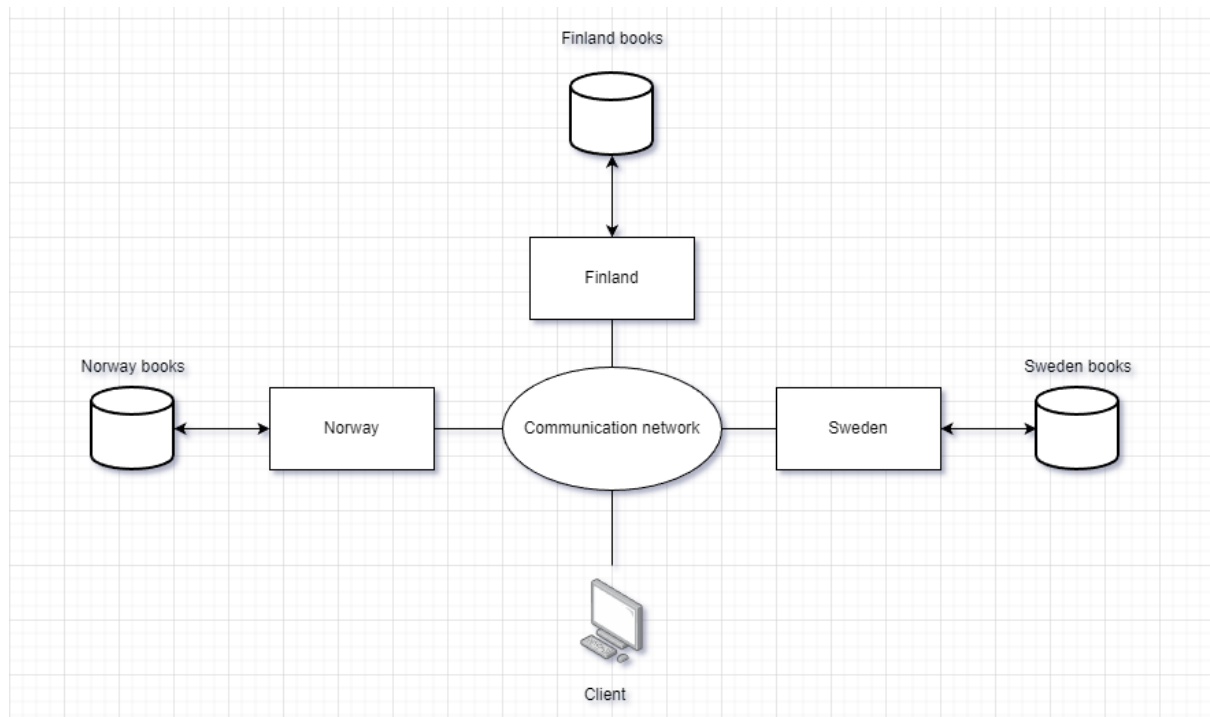 Finland books
Finland
Norway books
Sweden books
Norway
Communication network
Sweden
Client